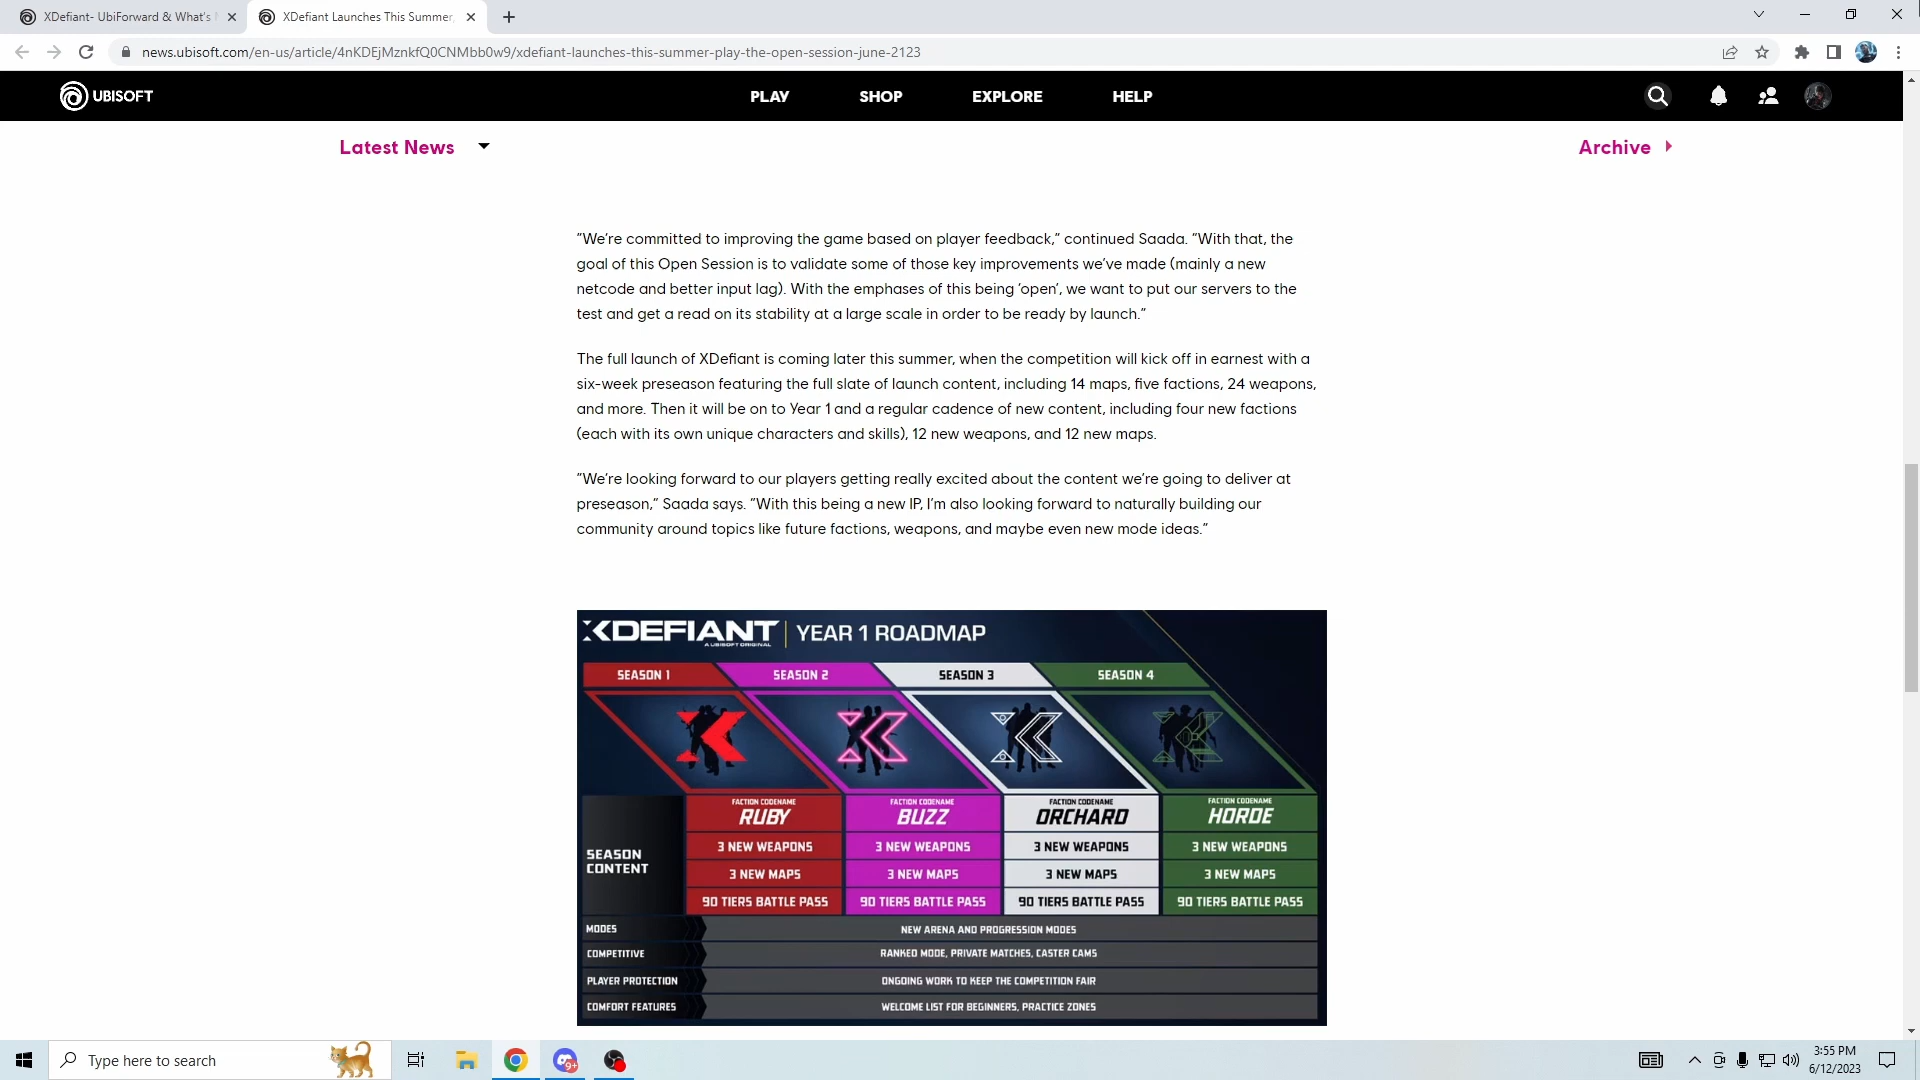 XDefiant- UbiForward & What's
XDefiant Launches This Summer,
news.ubisoft.com/en-us/article/4nKDEjMznkfQ0CNMbb0w9/xdefiant-launches-this-summer-play-the-open-session-june-2123
UBISOFT
PLAY
SHOP
EXPLORE
HELP
Latest News
Archive
“We’re committed to improving the game based on player feedback,” continued Saada. “With that, the
goal of this Open Session is to validate some of those key improvements we’ve made (mainly a new
netcode and better input lag). With the emphases of this being ‘open’, we want to put our servers to the
test and get a read on its stability at a large scale in order to be ready by launch.”
The full launch of XDefiant is coming later this summer, when the competition will kick off in earnest with a
six-week preseason featuring the full slate of launch content, including 14 maps, five factions, 24 weapons,
and more. Then it will be on to Year 1 and a regular cadence of new content, including four new factions
(each with its own unique characters and skills), 12 new weapons, and 12 new maps.
“We’re looking forward to our players getting really excited about the content we’re going to deliver at
preseason,” Saada says. “With this being a new IP, I’m also looking forward to naturally building our
community around topics like future factions, weapons, and maybe even new mode ideas.”
XDEFIANT
A UBISOFT ORIGINAL
YEAR 1 ROADMAP
SEASON 1 SEASON 2 SEASON 3 SEASON 4
FACTION CODENAME FACTION CODENAME FACTION CODENAME FACTION CODENAME
RUBY BUZZ ORCHARD HORDE
SEASON
CONTENT
3 NEW WEAPONS 3 NEW WEAPONS 3 NEW WEAPONS 3 NEW WEAPONS
3 NEW MAPS 3 NEW MAPS 3 NEW MAPS 3 NEW MAPS
90 TIERS BATTLE PASS 90 TIERS BATTLE PASS 90 TIERS BATTLE PASS 90 TIERS BATTLE PASS
MODES NEW ARENA AND PROGRESSION MODES
COMPETITIVE RANKED MODE, PRIVATE MATCHES, CASTER CAMS
PLAYER PROTECTION ONGOING WORK TO KEEP THE COMPETITION FAIR
COMFORT FEATURES WELCOME LIST FOR BEGINNERS, PRACTICE ZONES
Type here to search
9+
3:55 PM
6/12/2023